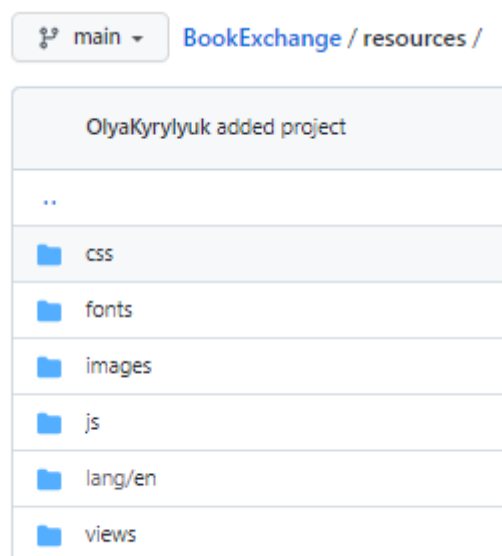 main BookExchange / resources /
OlyaKyrylyuk added project
..
css
fonts
images
js
lang/en
views